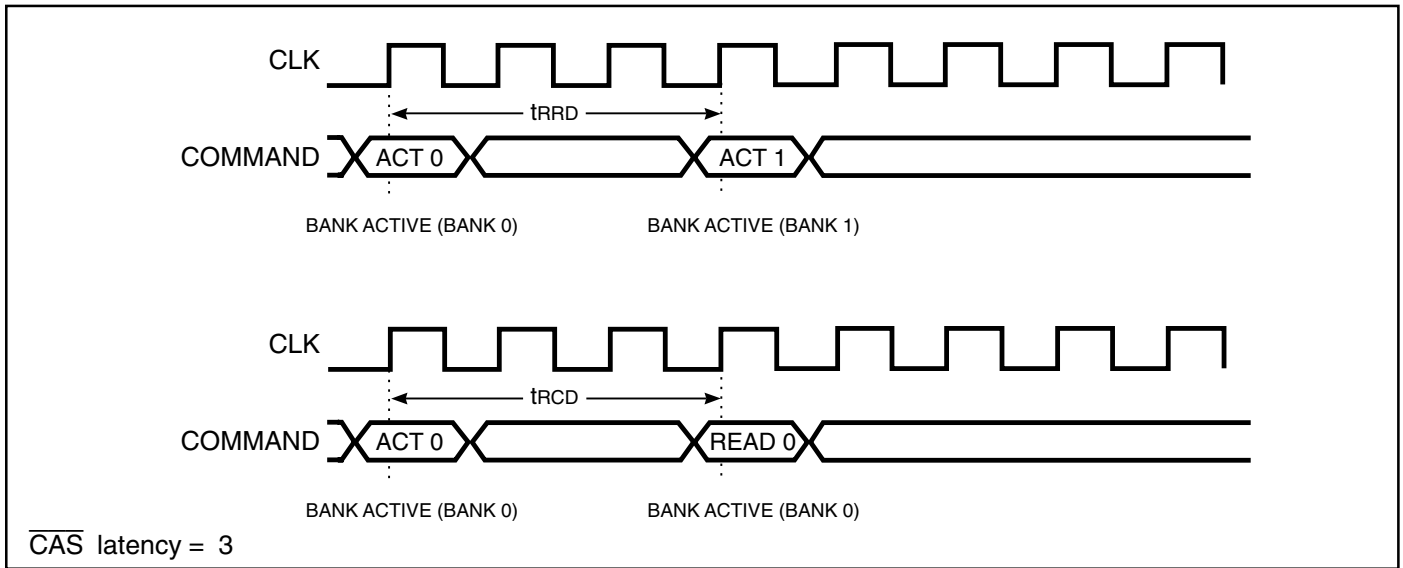 CLK
tRRD
COMMAND ACT 0 ACT 1
BANK ACTIVE (BANK 0) BANK ACTIVE (BANK 1)
CLK
tRCD
COMMAND ACT 0 READ 0
BANK ACTIVE (BANK 0) BANK ACTIVE (BANK 0)
C̅A̅S̅ latency = 3